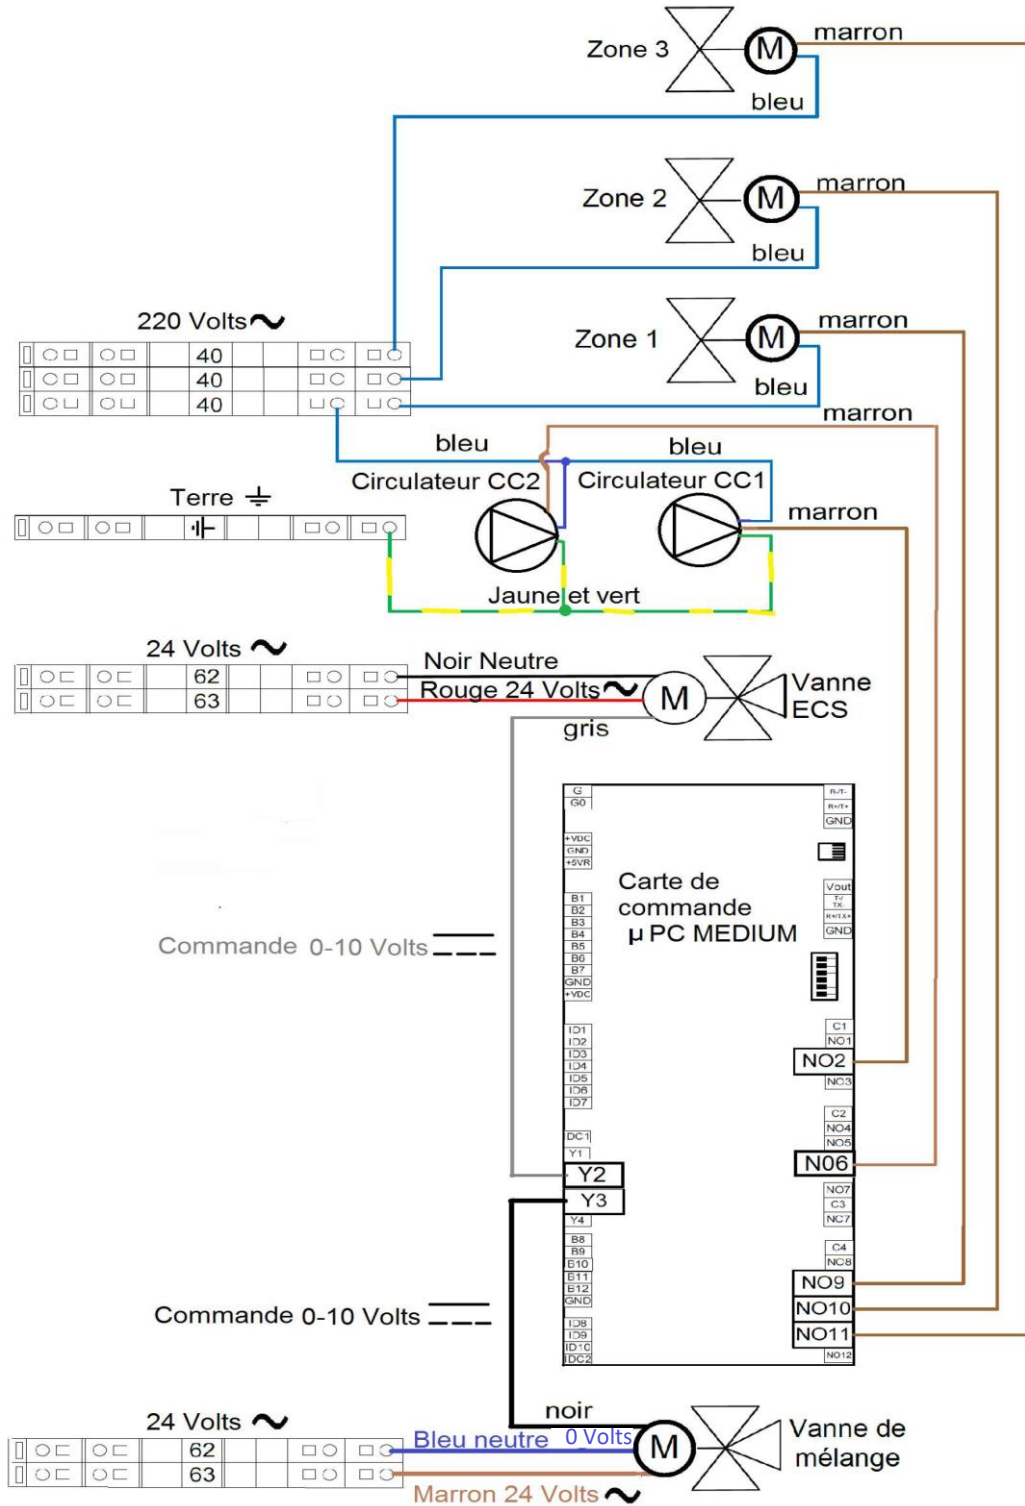 marron
Zone 3
M
bleu
marron
Zone 2
M
bleu
220 Volts
marron
Zone 1
M
bleu
40
40
40
marron
bleu
bleu
Circulateur CC2
Circulateur CC1
Terre
marron
Jaune et vert
24 Volts
Noir Neutre
62
Rouge 24 Volts
63
M
Vanne
ECS
gris
G
G0
R-/T-
R+/T+
GND
+VDC
GND
+5VR
Carte de
commande
µ PC MEDIUM
Vout
T-/
TX-
R+/TX+
GND
B1
B2
B3
B4
B5
B6
B7
GND
+VDC
Commande 0-10 Volts
ID1
ID2
ID3
ID4
ID5
ID6
ID7
C1
NO1
NO2
NO3
C2
NO4
NO5
N06
NO7
C3
NC7
IDC1
Y1
Y2
Y3
Y4
B8
B9
B10
B11
B12
GND
C4
NC8
NO9
NO10
NO11
NO12
Commande 0-10 Volts
ID8
ID9
ID10
IDC2
noir
24 Volts
Bleu neutre 0 Volts
62
63
M
Vanne de
mélange
Marron 24 Volts